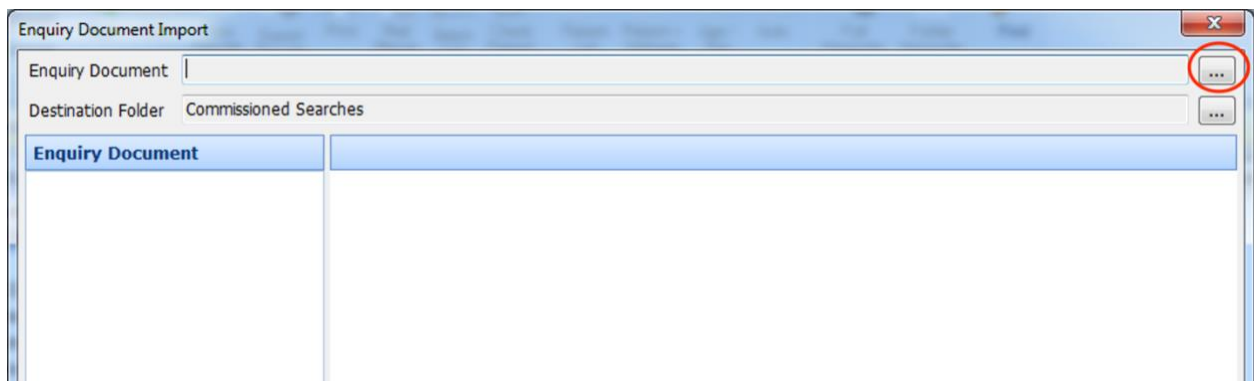 Enquiry Document Import
Enquiry Document ...
Destination Folder Commissioned Searches ...
Enquiry Document